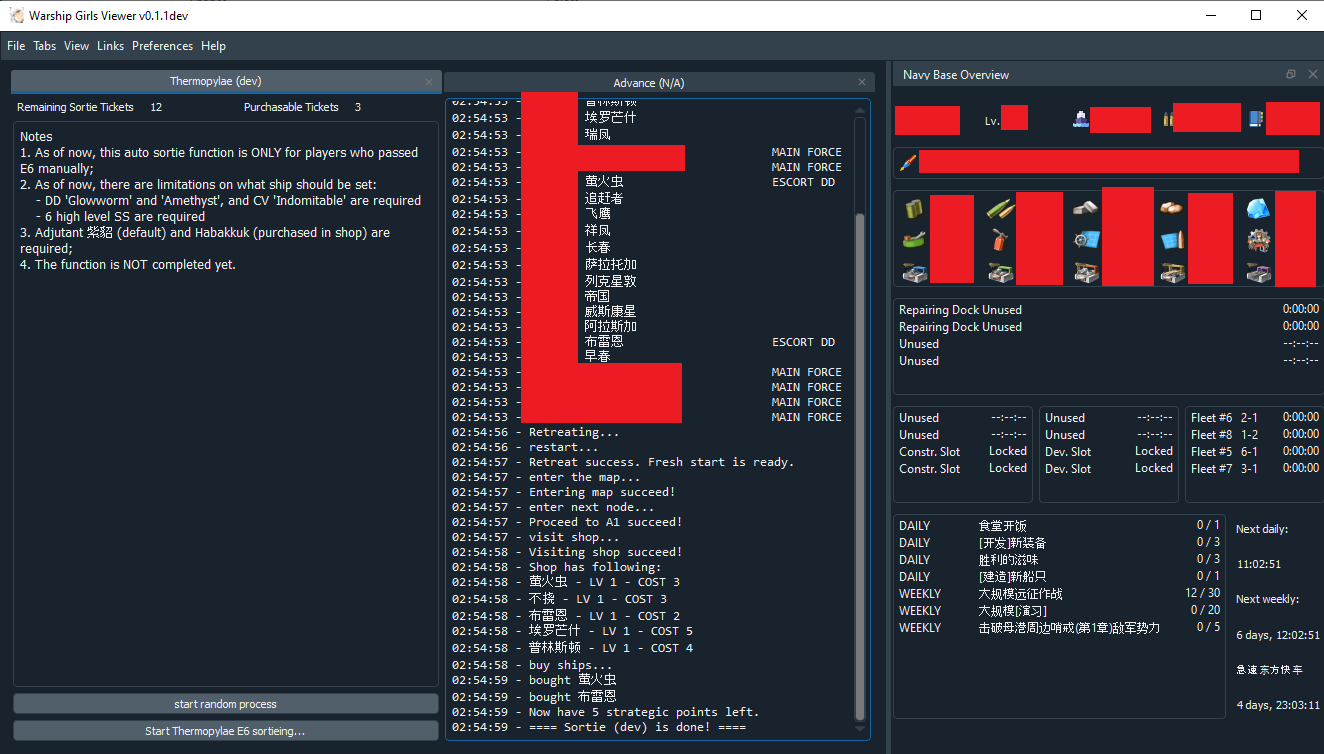 Warship Girls Viewer v0.1.1dev
File Tabs View Links Preferences Help
Thermopylae (dev)
Remaining Sortie Tickets 12 Purchasable Tickets 3
Notes
1. As of now, this auto sortie function is ONLY for players who passed
E6 manually;
2. As of now, there are limitations on what ship should be set:
- DD 'Glowworm' and 'Amethyst', and CV 'Indomitable' are required
- 6 high level SS are required
3. Adjutant 紫貂 (default) and Habakkuk (purchased in shop) are
required;
4. The function is NOT completed yet.
start random process
Start Thermopylae E6 sortieing...
Advance (N/A)
02:54:53 - 普林斯顿
02:54:53 - 埃罗芒什
02:54:53 - 瑞凤
02:54:53 - MAIN FORCE
02:54:53 - MAIN FORCE
02:54:53 - 萤火虫 ESCORT DD
02:54:53 - 追赶者
02:54:53 - 飞鹰
02:54:53 - 祥凤
02:54:53 - 长春
02:54:53 - 萨拉托加
02:54:53 - 列克星敦
02:54:53 - 帝国
02:54:53 - 威斯康星
02:54:53 - 阿拉斯加
02:54:53 - 布雷恩 ESCORT DD
02:54:53 - 早春
02:54:53 - MAIN FORCE
02:54:53 - MAIN FORCE
02:54:53 - MAIN FORCE
02:54:53 - MAIN FORCE
02:54:56 - Retreating...
02:54:56 - restart...
02:54:57 - Retreat success. Fresh start is ready.
02:54:57 - enter the map...
02:54:57 - Entering map succeed!
02:54:57 - enter next node...
02:54:57 - Proceed to A1 succeed!
02:54:57 - visit shop...
02:54:58 - Visiting shop succeed!
02:54:58 - Shop has following:
02:54:58 - 萤火虫 - LV 1 - COST 3
02:54:58 - 不挠 - LV 1 - COST 3
02:54:58 - 布雷恩 - LV 1 - COST 2
02:54:58 - 埃罗芒什 - LV 1 - COST 5
02:54:58 - 普林斯顿 - LV 1 - COST 4
02:54:58 - buy ships...
02:54:59 - bought 萤火虫
02:54:59 - bought 布雷恩
02:54:59 - Now have 5 strategic points left.
02:54:59 - ==== Sortie (dev) is done! ====
Navy Base Overview
Lv.
Repairing Dock Unused 0:00:00
Repairing Dock Unused 0:00:00
Unused --:--:--
Unused --:--:--
Unused --:--:--
Unused --:--:--
Constr. Slot Locked
Constr. Slot Locked
Unused --:--:--
Unused --:--:--
Dev. Slot Locked
Dev. Slot Locked
Fleet #6 2-1 0:00:00
Fleet #8 1-2 0:00:00
Fleet #5 6-1 0:00:00
Fleet #7 3-1 0:00:00
DAILY 食堂开饭 0 / 1
DAILY [开发]新装备 0 / 3
DAILY 胜利的滋味 0 / 3
DAILY [建造]新船只 0 / 1
WEEKLY 大规模远征作战 12 / 30
WEEKLY 大规模[演习] 0 / 20
WEEKLY 击破母港周边哨戒(第1章)敌军势力 0 / 5
Next daily:
11:02:51
Next weekly:
6 days, 12:02:51
急速东方快车
4 days, 23:03:11